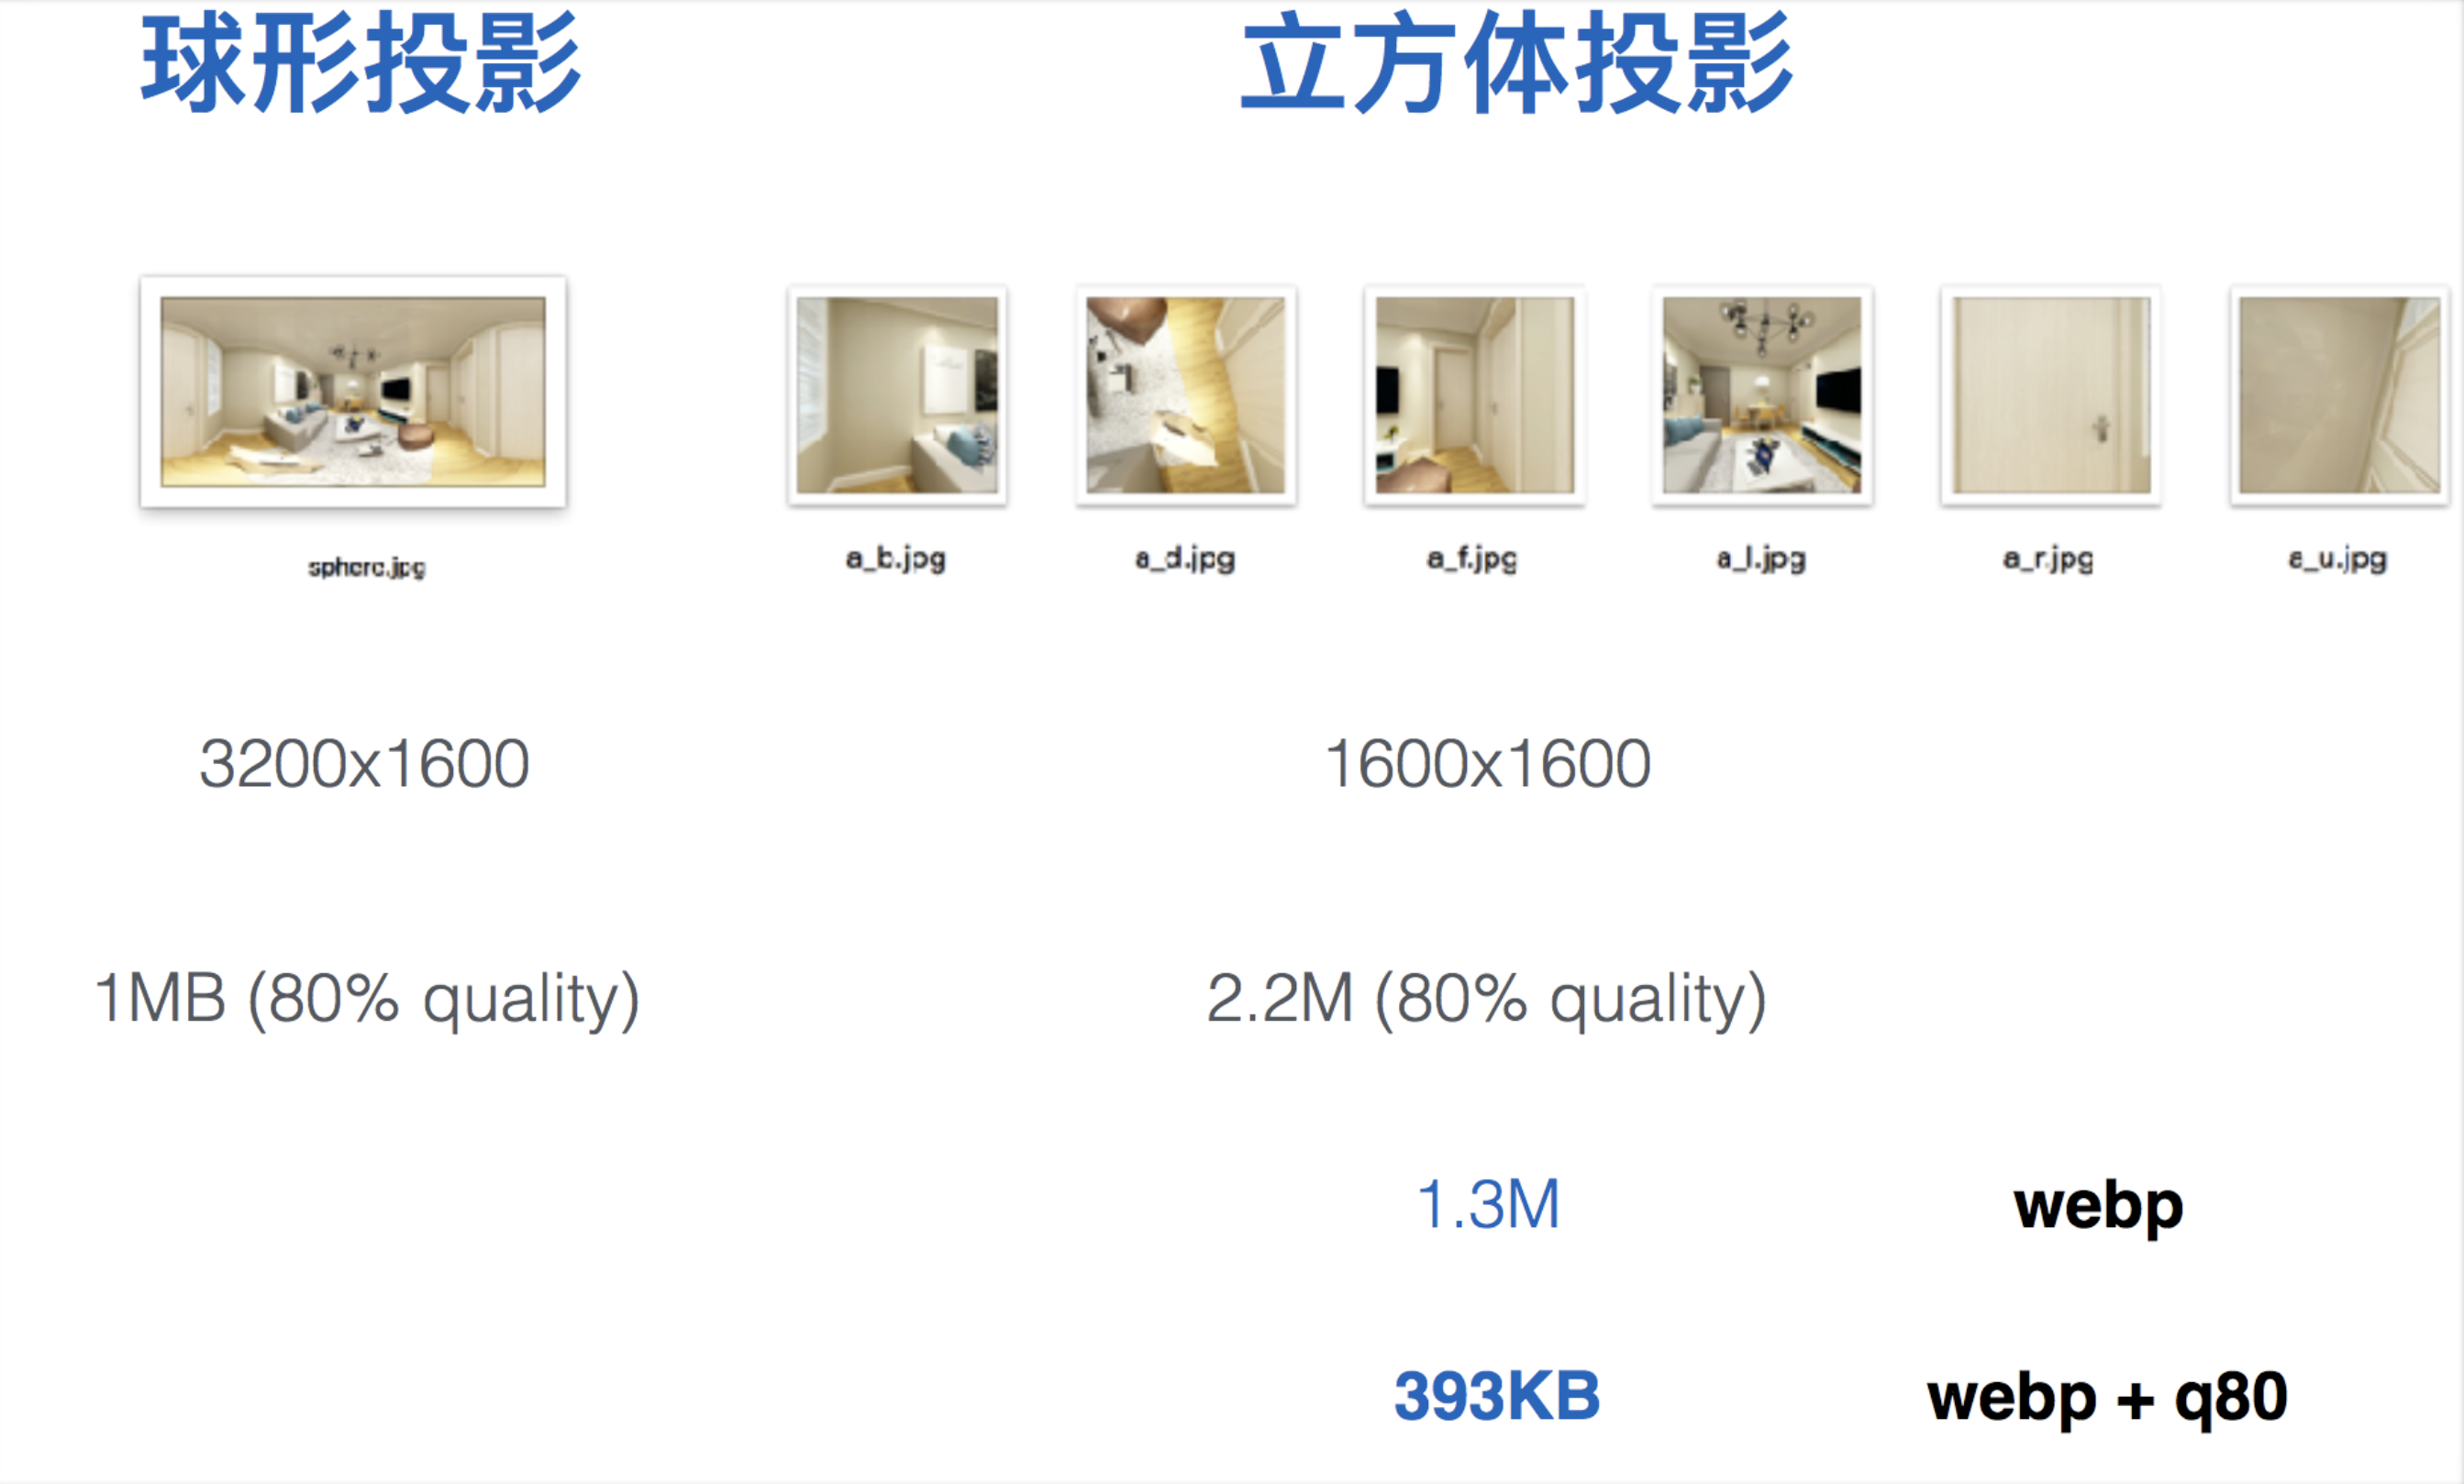 球形投影
立方体投影
sphere.jpg
a_b.jpg
a_d.jpg
a_f.jpg
a_l.jpg
a_r.jpg
a_u.jpg
3200x1600
1600x1600
1MB (80% quality)
2.2M (80% quality)
1.3M
webp
393KB
webp + q80